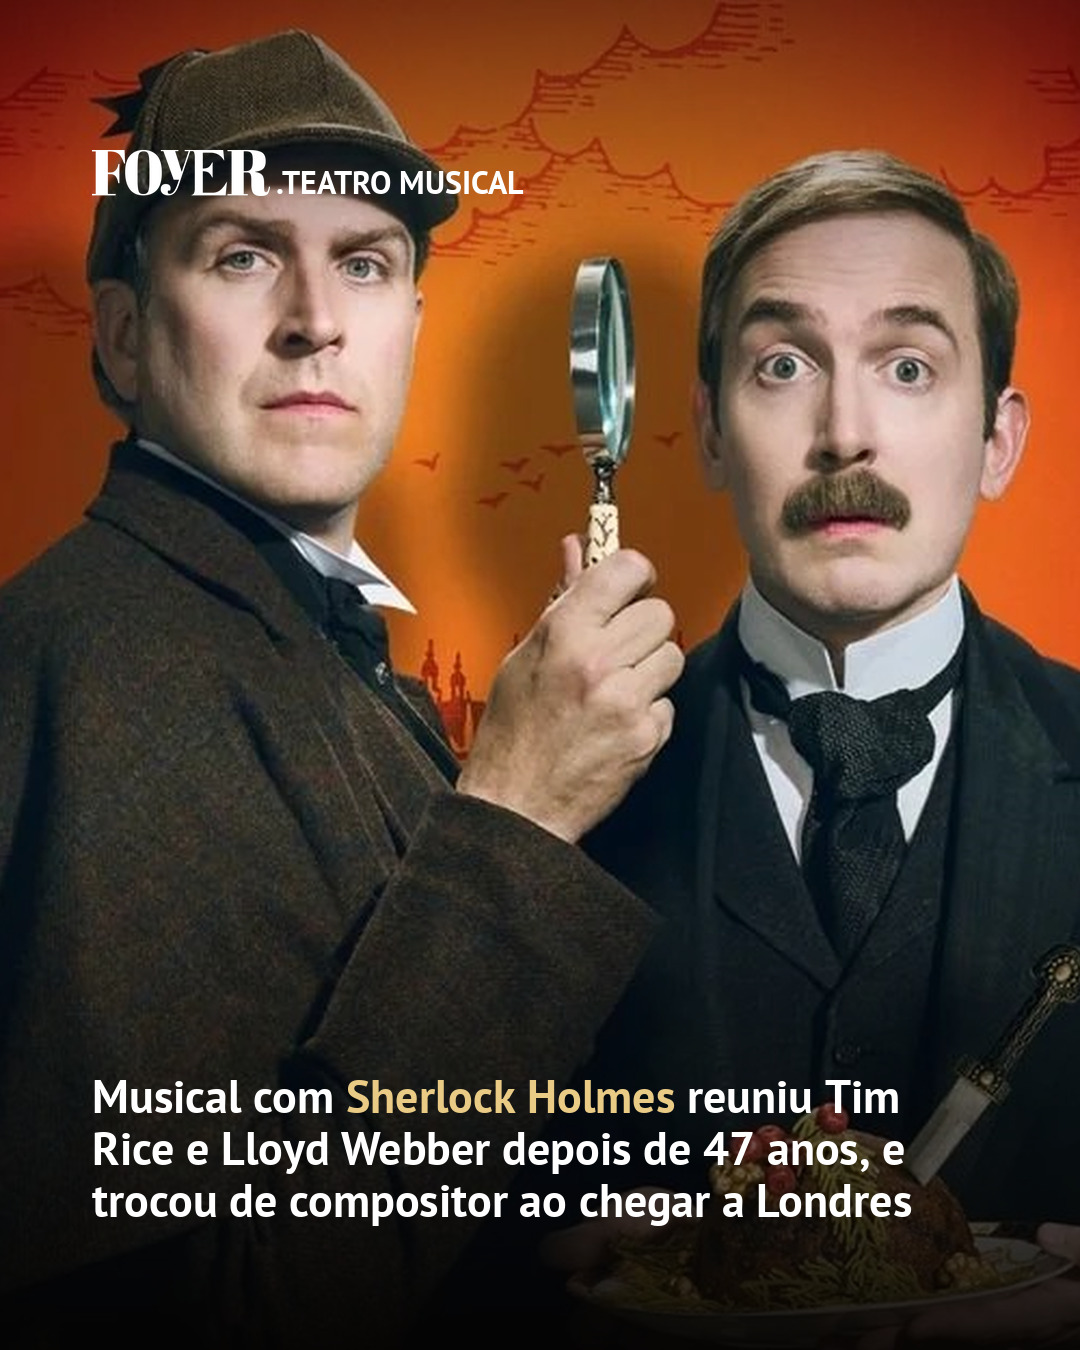 FOYER.TEATRO MUSICAL
Musical com Sherlock Holmes reuniu Tim
Rice e Lloyd Webber depois de 47 anos, e
trocou de compositor ao chegar a Londres